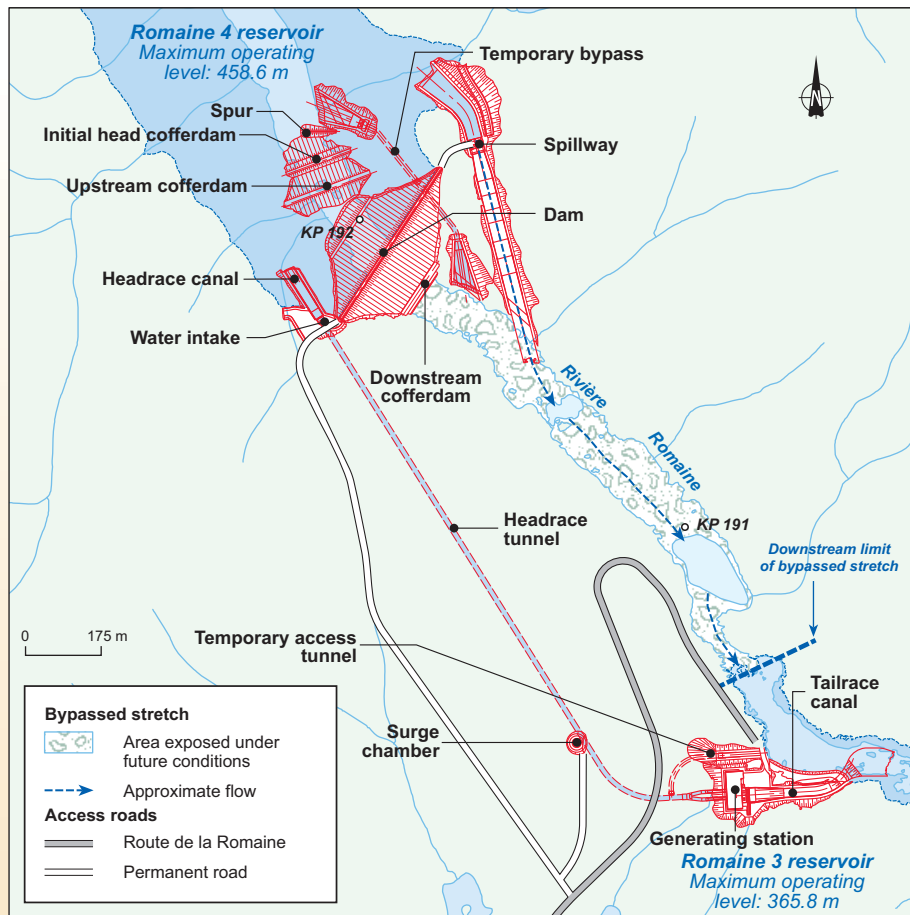 Romaine 4 reservoir
Maximum operating
level: 458.6 m
Temporary bypass
N
Spur
Initial head cofferdam
Spillway
Upstream cofferdam
Dam
KP 192
Headrace canal
Water intake
Downstream
cofferdam
Rivière
Romaine
KP 191
Headrace
tunnel
Downstream limit
of bypassed stretch
0 175 m
Temporary access
tunnel
Tailrace
canal
Surge
chamber
Generating station
Romaine 3 reservoir
Maximum operating
level: 365.8 m
Bypassed stretch
Area exposed under
future conditions
Approximate flow
Access roads
Route de la Romaine
Permanent road